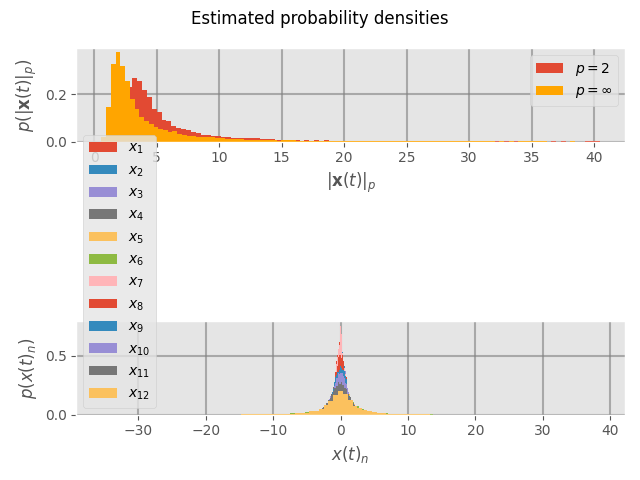 Estimated probability densities
p(|x(t)|p)
0.2
0.0
p = 2
p = ∞
0 5 10 15 20 25 30 35 40
|x(t)|p
x1
x2
x3
x4
x5
x6
x7
x8
x9
x10
x11
x12
p(x(t)n)
0.5
0.0
−30 −20 −10 0 10 20 30 40
x(t)n